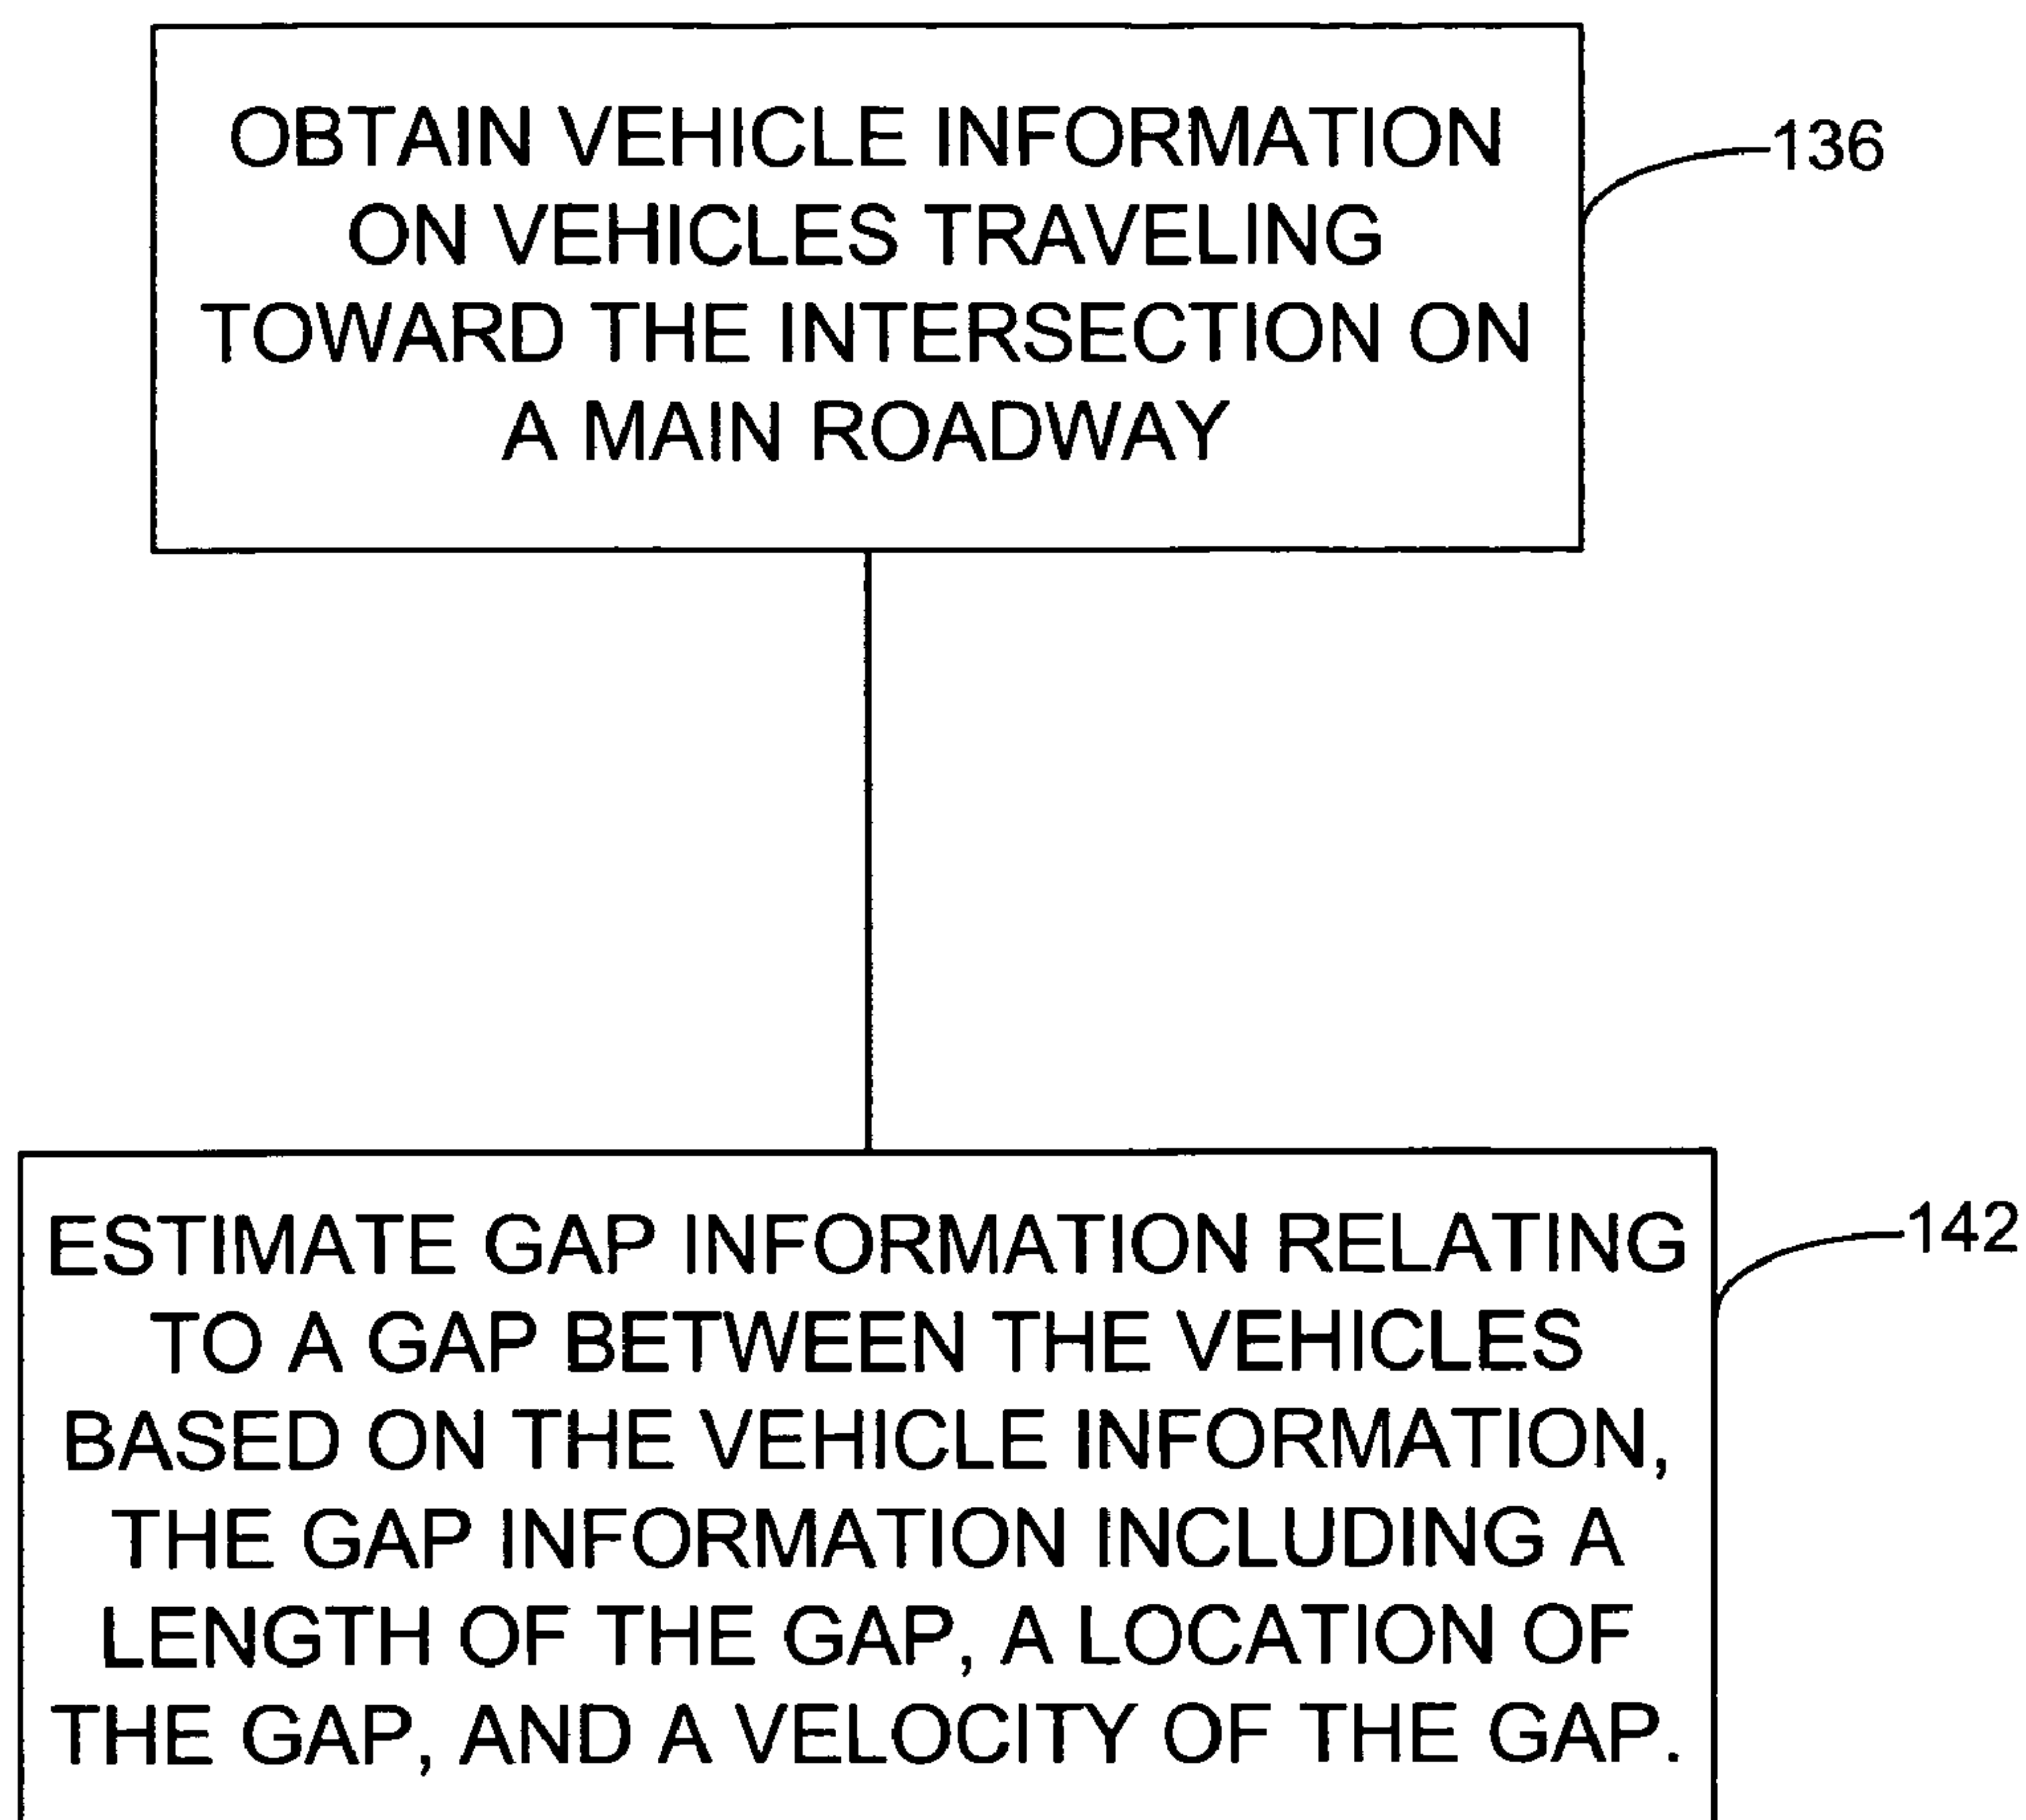 OBTAIN VEHICLE INFORMATION
ON VEHICLES TRAVELING
TOWARD THE INTERSECTION ON
A MAIN ROADWAY
136
ESTIMATE GAP INFORMATION RELATING
TO A GAP BETWEEN THE VEHICLES
BASED ON THE VEHICLE INFORMATION,
THE GAP INFORMATION INCLUDING A
LENGTH OF THE GAP, A LOCATION OF
THE GAP, AND A VELOCITY OF THE GAP.
142